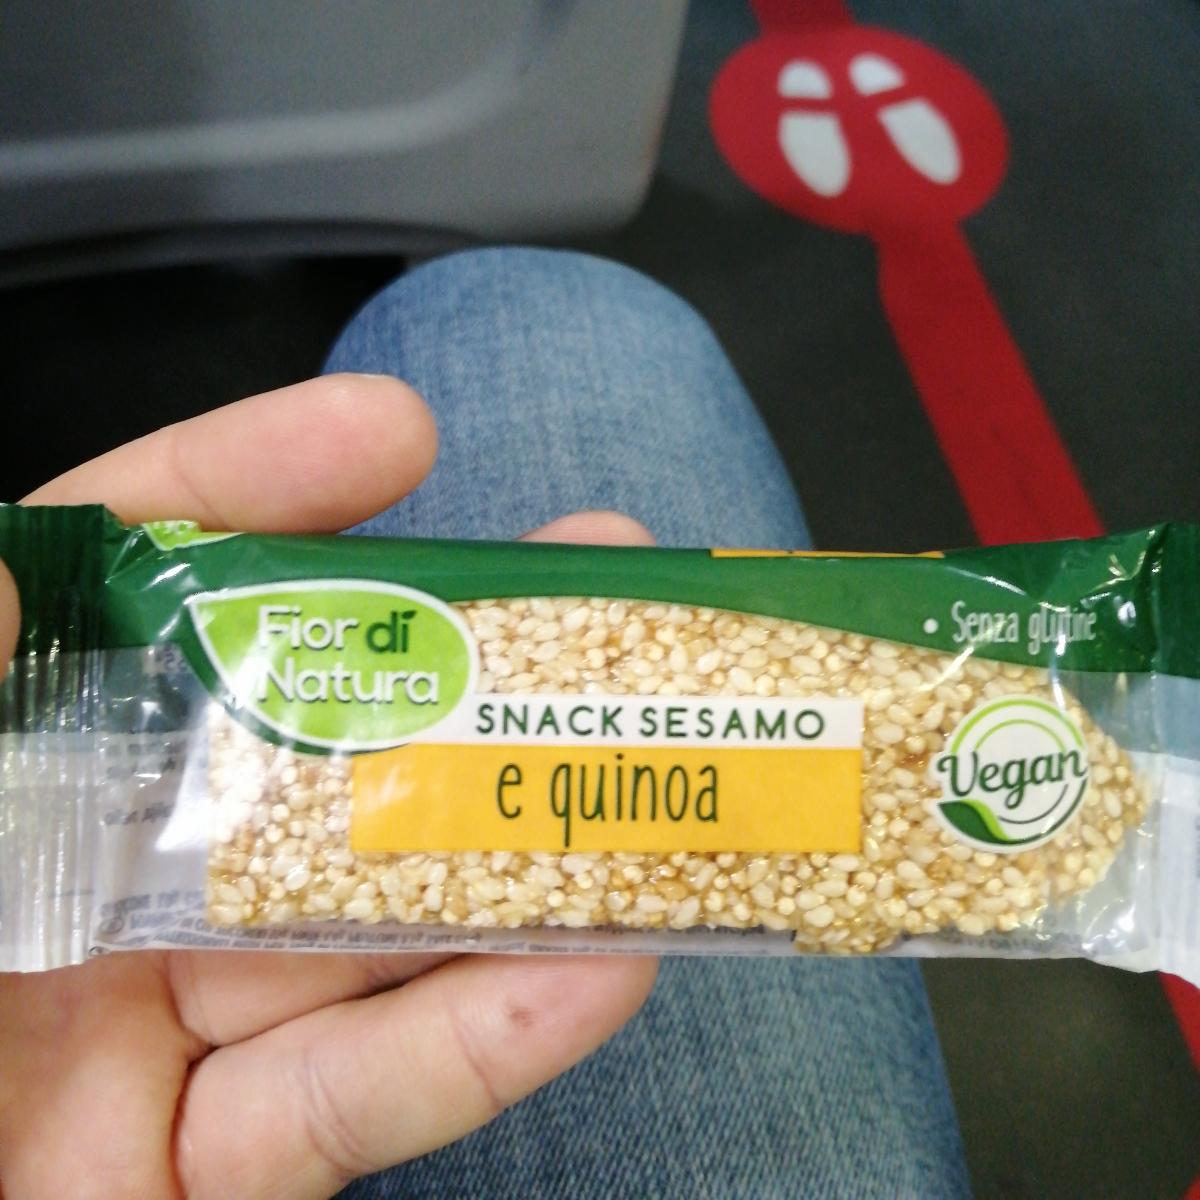 Fior di
Natura
SNACK SESAMO
e quinoa
• Senza glutine
Vegan